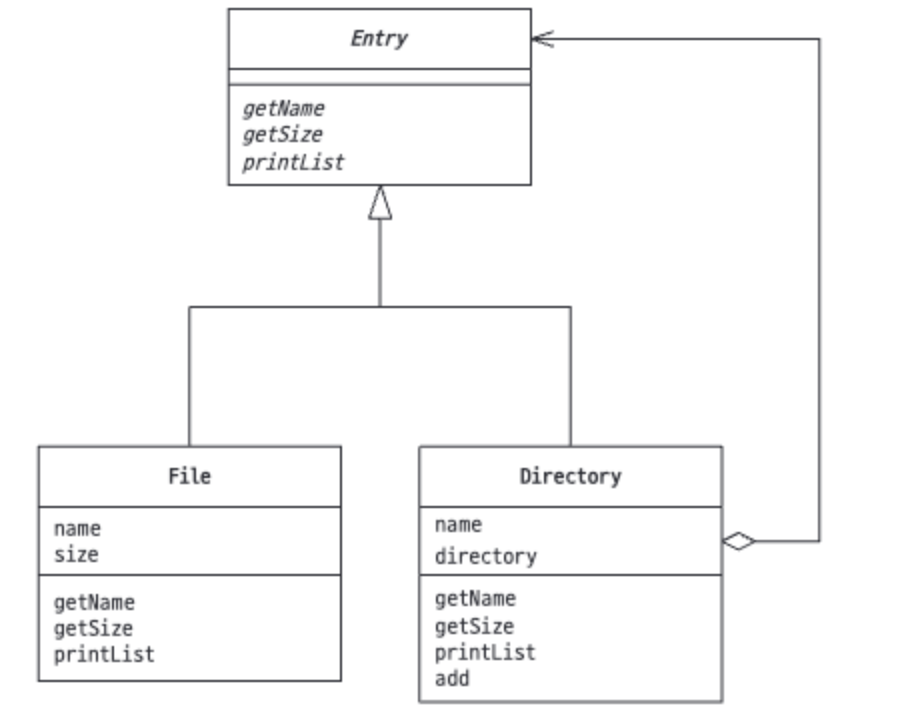 Entry
getName
getSize
printList
File
name
size
getName
getSize
printList
Directory
name
directory
getName
getSize
printList
add